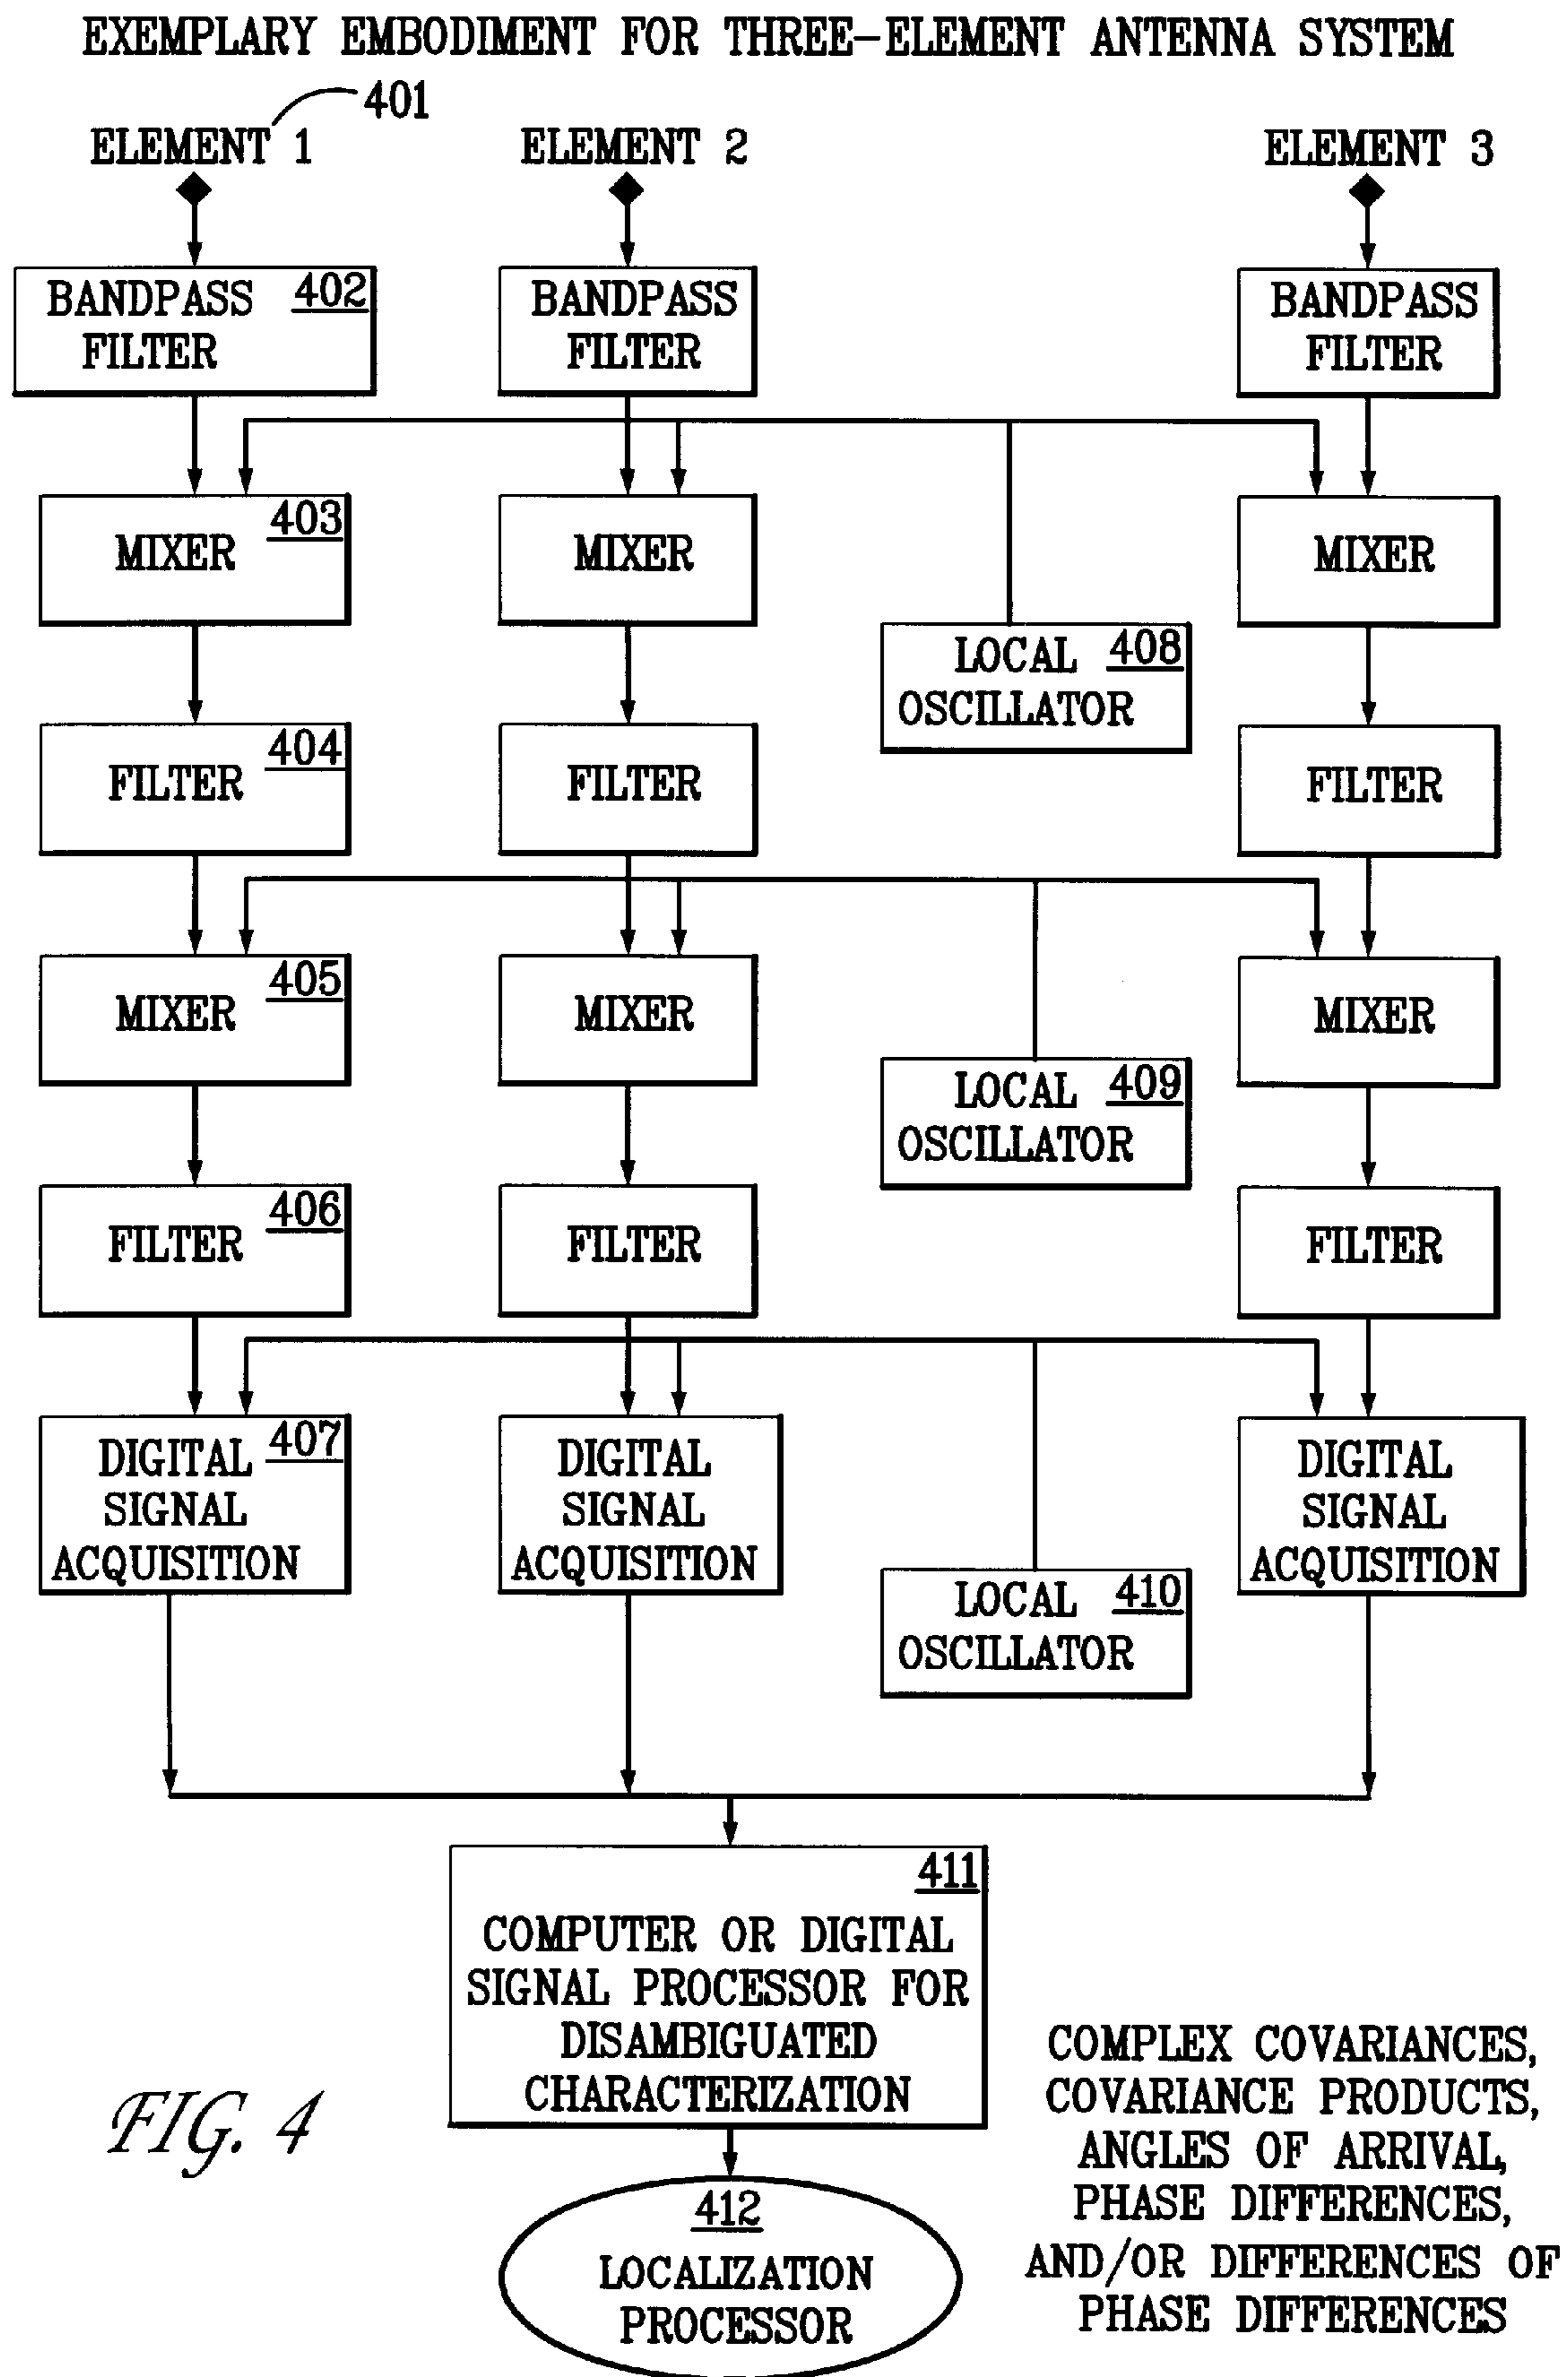 EXEMPLARY EMBODIMENT FOR THREE-ELEMENT ANTENNA SYSTEM
401
ELEMENT 1
ELEMENT 2
ELEMENT 3
BANDPASS 402
FILTER
BANDPASS
FILTER
BANDPASS
FILTER
403
MIXER
MIXER
MIXER
LOCAL 408
OSCILLATOR
404
FILTER
FILTER
FILTER
405
MIXER
MIXER
MIXER
LOCAL 409
OSCILLATOR
406
FILTER
FILTER
FILTER
DIGITAL 407
SIGNAL
ACQUISITION
DIGITAL
SIGNAL
ACQUISITION
DIGITAL
SIGNAL
ACQUISITION
LOCAL 410
OSCILLATOR
411
COMPUTER OR DIGITAL
SIGNAL PROCESSOR FOR
DISAMBIGUATED
CHARACTERIZATION
COMPLEX COVARIANCES,
COVARIANCE PRODUCTS,
ANGLES OF ARRIVAL,
PHASE DIFFERENCES,
AND/OR DIFFERENCES OF
PHASE DIFFERENCES
FIG. 4
412
LOCALIZATION
PROCESSOR